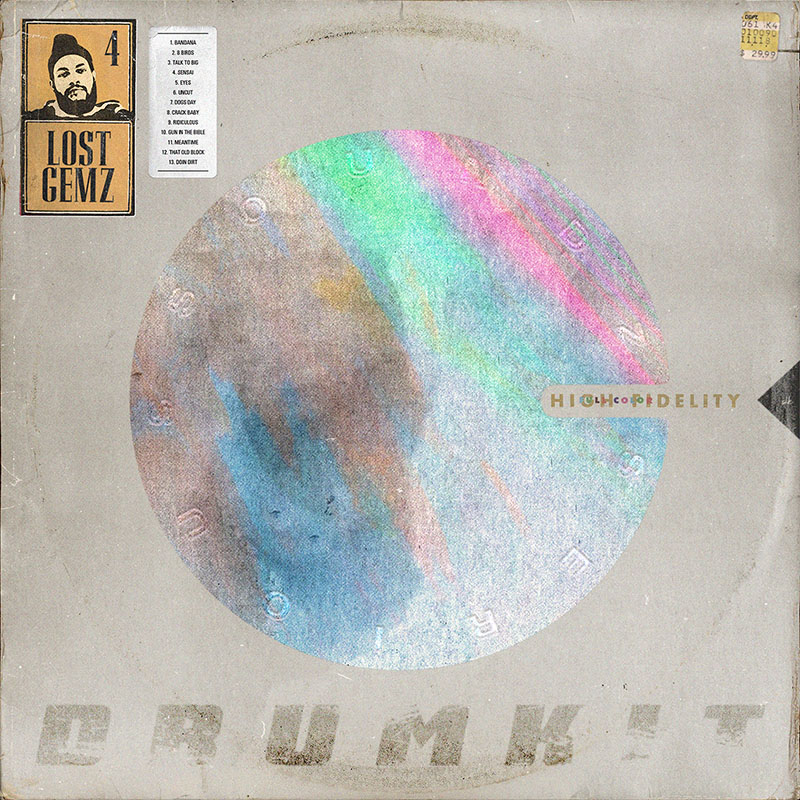 4
LOST
GEMZ
1. BANDANA
2. 8 BIRDS
3. TALK TO BIG
4. SENSAI
5. EYES
6. UNCUT
7. DOGS DAY
8. CRACK BABY
9. RIDICULOUS
10. GUN IN THE BIBLE
11. MEANTIME
12. THAT OLD BLOCK
13. DOIN DIRT
$ 29.99
HIGH FIDELITY
DRUMK!T